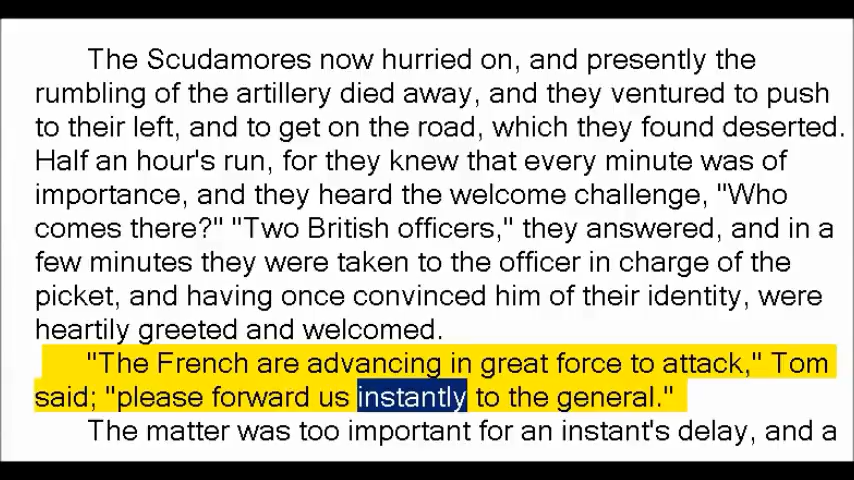 The Scudamores now hurried on, and presently the
rumbling of the artillery died away, and they ventured to push
to their left, and to get on the road, which they found deserted.
Half an hour's run, for they knew that every minute was of
importance, and they heard the welcome challenge, "Who
comes there?" "Two British officers," they answered, and in a
few minutes they were taken to the officer in charge of the
picket, and having once convinced him of their identity, were
heartily greeted and welcomed.
"The French are advancing in great force to attack," Tom
said; "please forward us instantly to the general."
The matter was too important for an instant's delay, and a